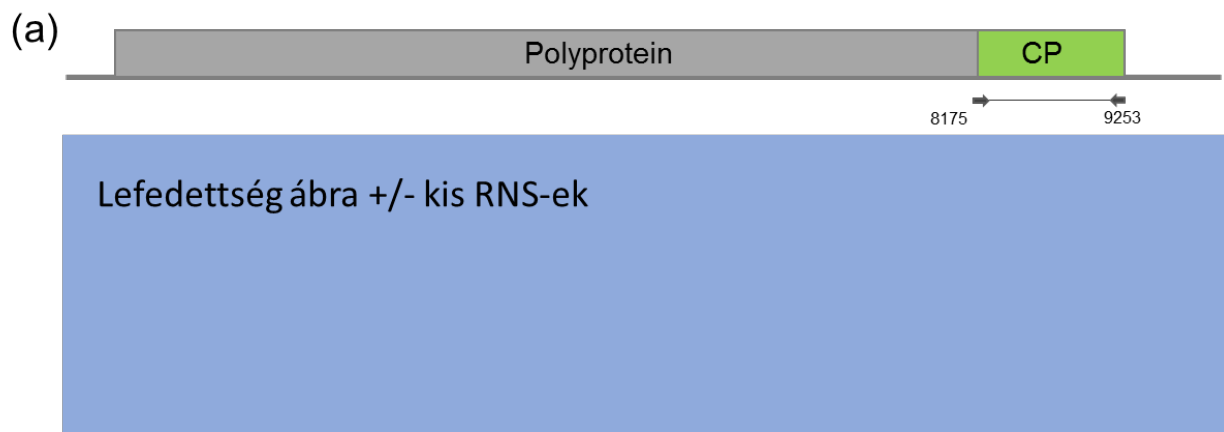 (a)
Polyprotein CP
8175 9253
Lefedettség ábra +/- kis RNS-ek